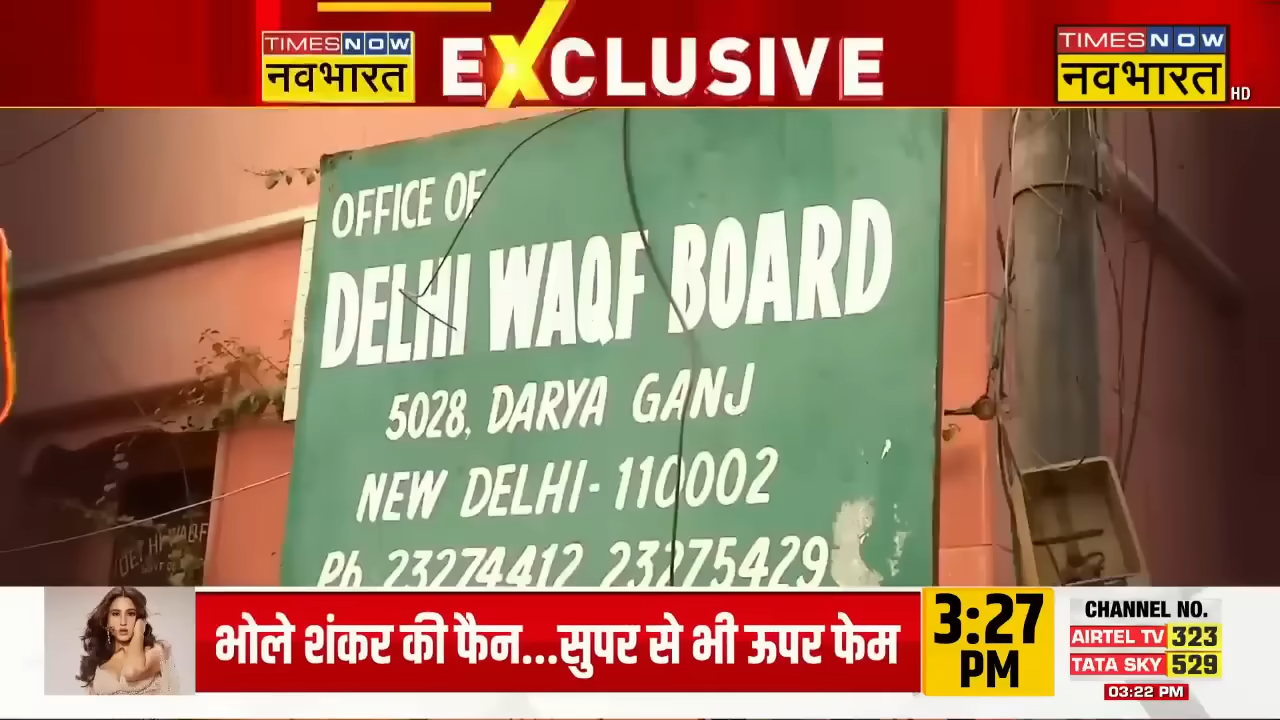 TIMES NOW
नवभारत
EXCLUSIVE
TIMES NOW
नवभारत
HD
OFFICE OF
DELHI WAQF BOARD
5028, DARYA GANJ
NEW DELHI - 110002
Ph. 23274412 23275429
DELHI WAQF
भोले शंकर की फैन...सुपर से भी ऊपर फेम
3:27
PM
CHANNEL NO.
AIRTEL TV 323
TATA SKY 529
03:22 PM